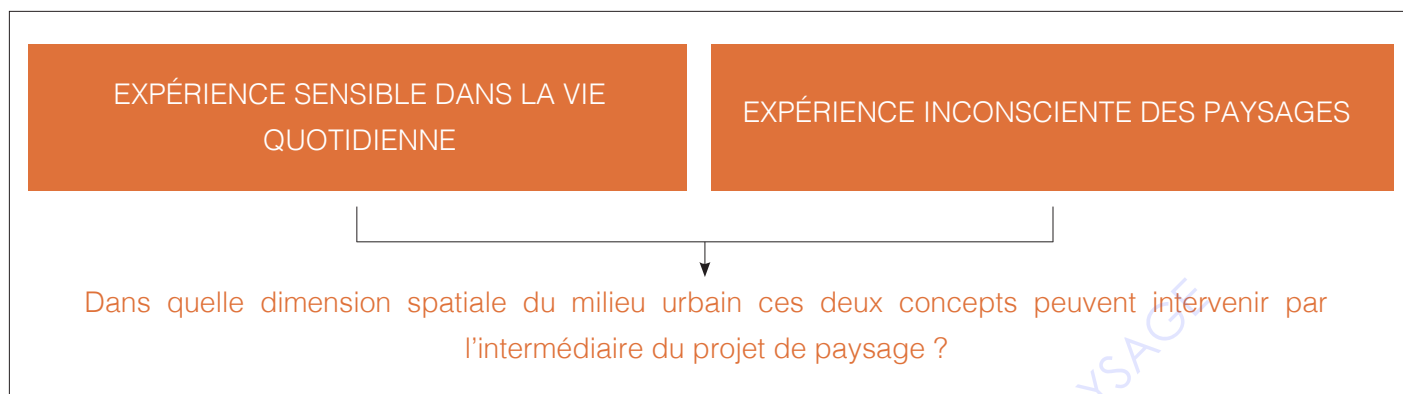 EXPÉRIENCE SENSIBLE DANS LA VIE
QUOTIDIENNE
EXPÉRIENCE INCONSCIENTE DES PAYSAGES
Dans quelle dimension spatiale du milieu urbain ces deux concepts peuvent intervenir par
l'intermédiaire du projet de paysage ?
YSAGE